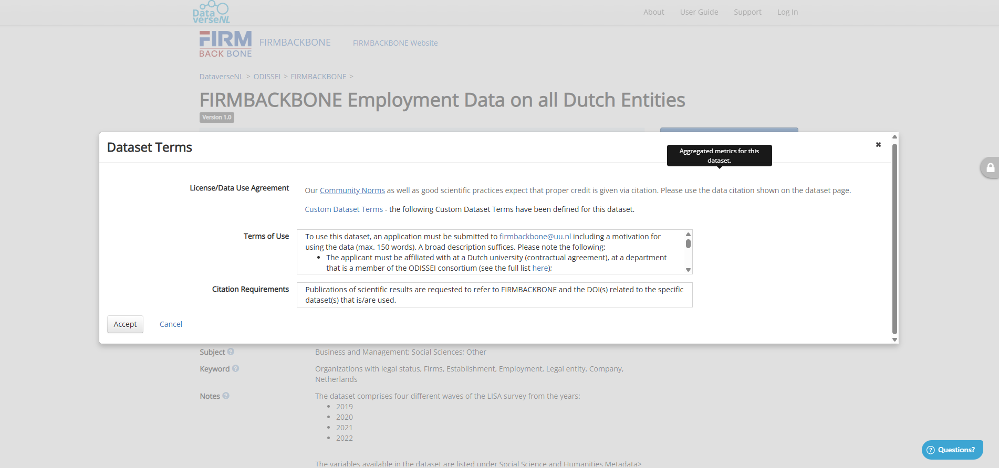 Data
verseNL
About
User Guide
Support
Log In
FIRM
BACK BONE
FIRMBACKBONE
FIRMBACKBONE Website
DataverseNL > ODISSEI > FIRMBACKBONE >
FIRMBACKBONE Employment Data on all Dutch Entities
Version 1.0
Dataset Terms
Aggregated metrics for this
dataset.
License/Data Use Agreement
Our Community Norms as well as good scientific practices expect that proper credit is given via citation. Please use the data citation shown on the dataset page.
Custom Dataset Terms - the following Custom Dataset Terms have been defined for this dataset.
Terms of Use
To use this dataset, an application must be submitted to firmbackbone@uu.nl including a motivation for
using the data (max. 150 words). A broad description suffices. Please note the following:
• The applicant must be affiliated with at a Dutch university (contractual agreement), at a department
that is a member of the ODISSEI consortium (see the full list here);
Citation Requirements
Publications of scientific results are requested to refer to FIRMBACKBONE and the DOI(s) related to the specific
dataset(s) that is/are used.
Accept
Cancel
Subject
Business and Management; Social Sciences; Other
Keyword
Organizations with legal status, Firms, Establishment, Employment, Legal entity, Company,
Netherlands
Notes
The dataset comprises four different waves of the LISA survey from the years:
• 2019
• 2020
• 2021
• 2022
The variables available in the dataset are listed under Social Science and Humanities Metadata>
Questions?